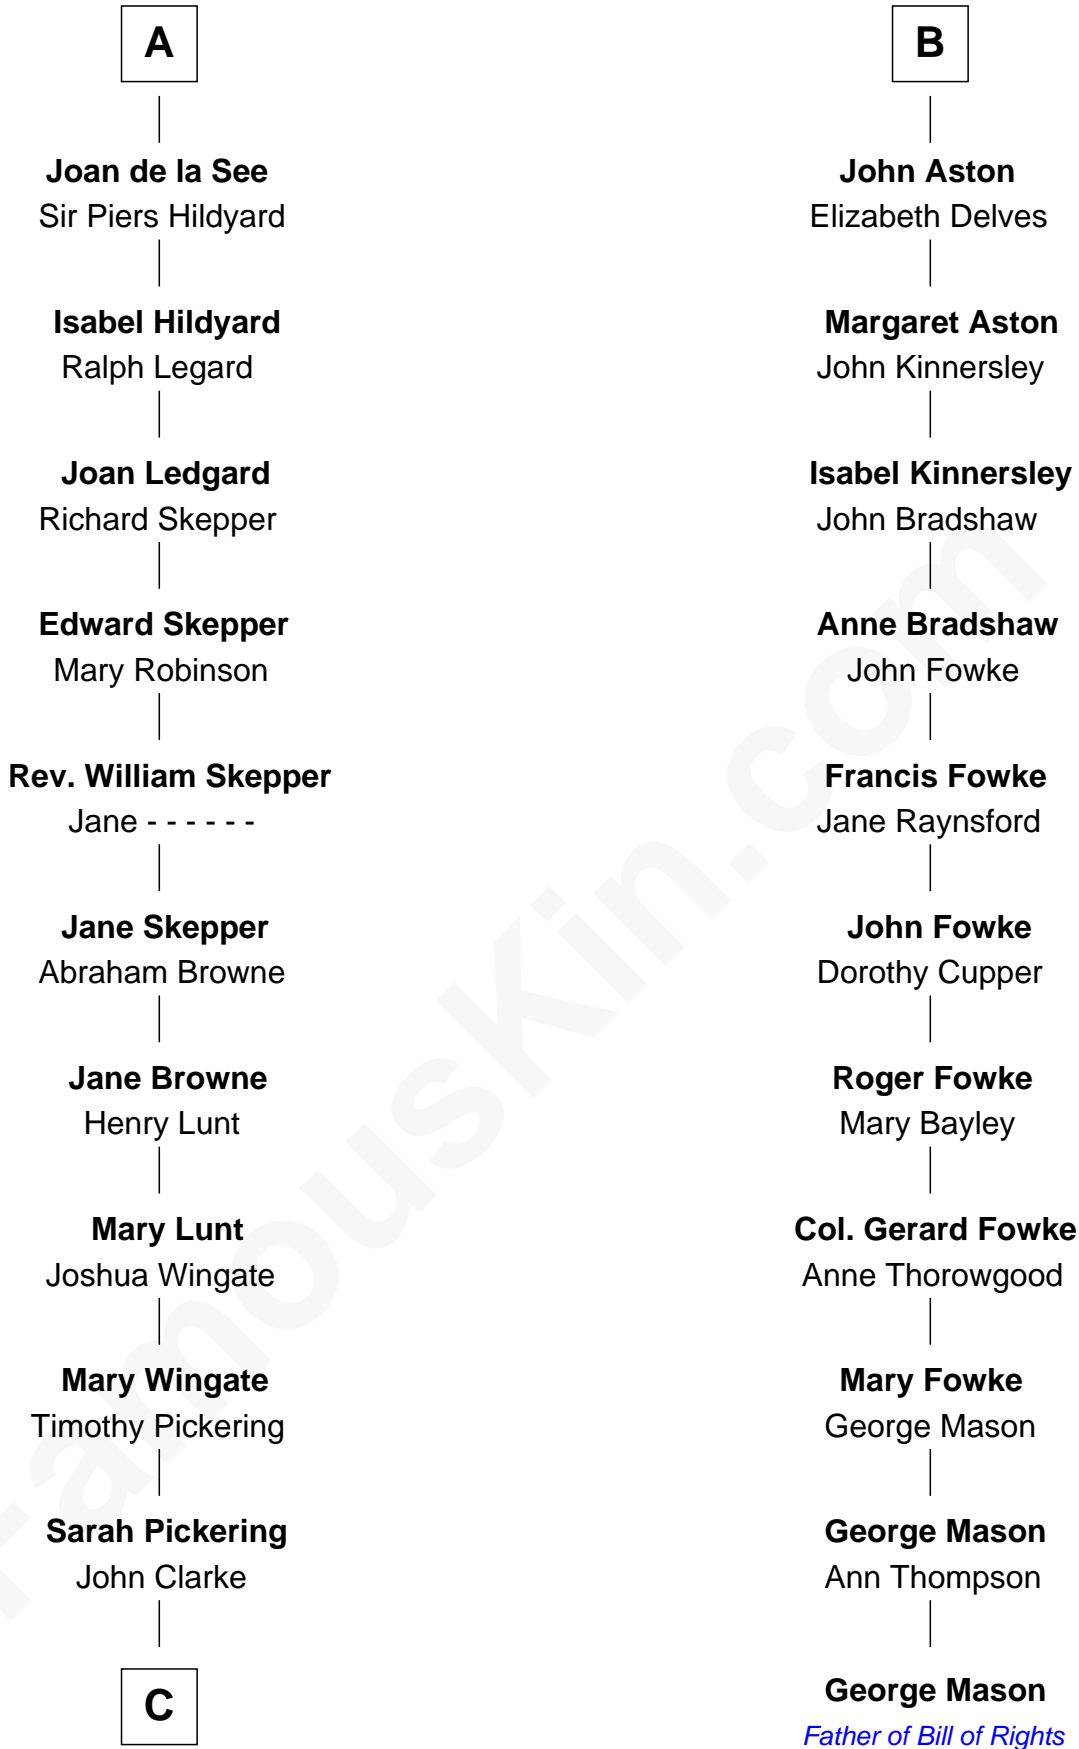 A
Joan de la See
Sir Piers Hildyard
Isabel Hildyard
Ralph Legard
Joan Ledgard
Richard Skepper
Edward Skepper
Mary Robinson
Rev. William Skepper
Jane - - - - - -
Jane Skepper
Abraham Browne
Jane Browne
Henry Lunt
Mary Lunt
Joshua Wingate
Mary Wingate
Timothy Pickering
Sarah Pickering
John Clarke
C
B
John Aston
Elizabeth Delves
Margaret Aston
John Kinnersley
Isabel Kinnersley
John Bradshaw
Anne Bradshaw
John Fowke
Francis Fowke
Jane Raynsford
John Fowke
Dorothy Cupper
Roger Fowke
Mary Bayley
Col. Gerard Fowke
Anne Thorowgood
Mary Fowke
George Mason
George Mason
Ann Thompson
George Mason
Father of Bill of Rights
FamousKin.com